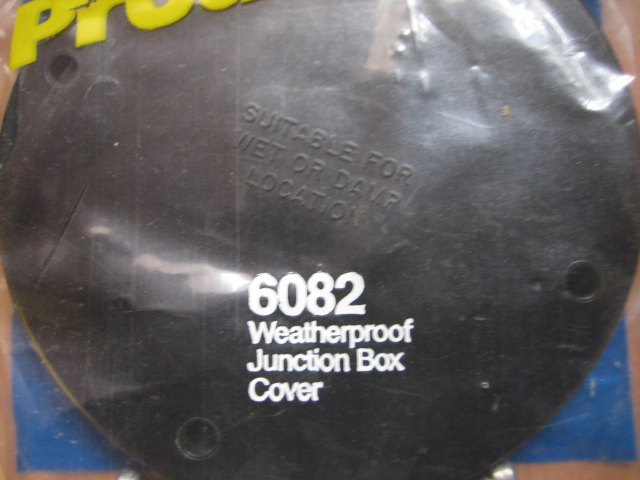 SUITABLE FOR
WET OR DAMP
LOCATION
6082
Weatherproof
Junction Box
Cover